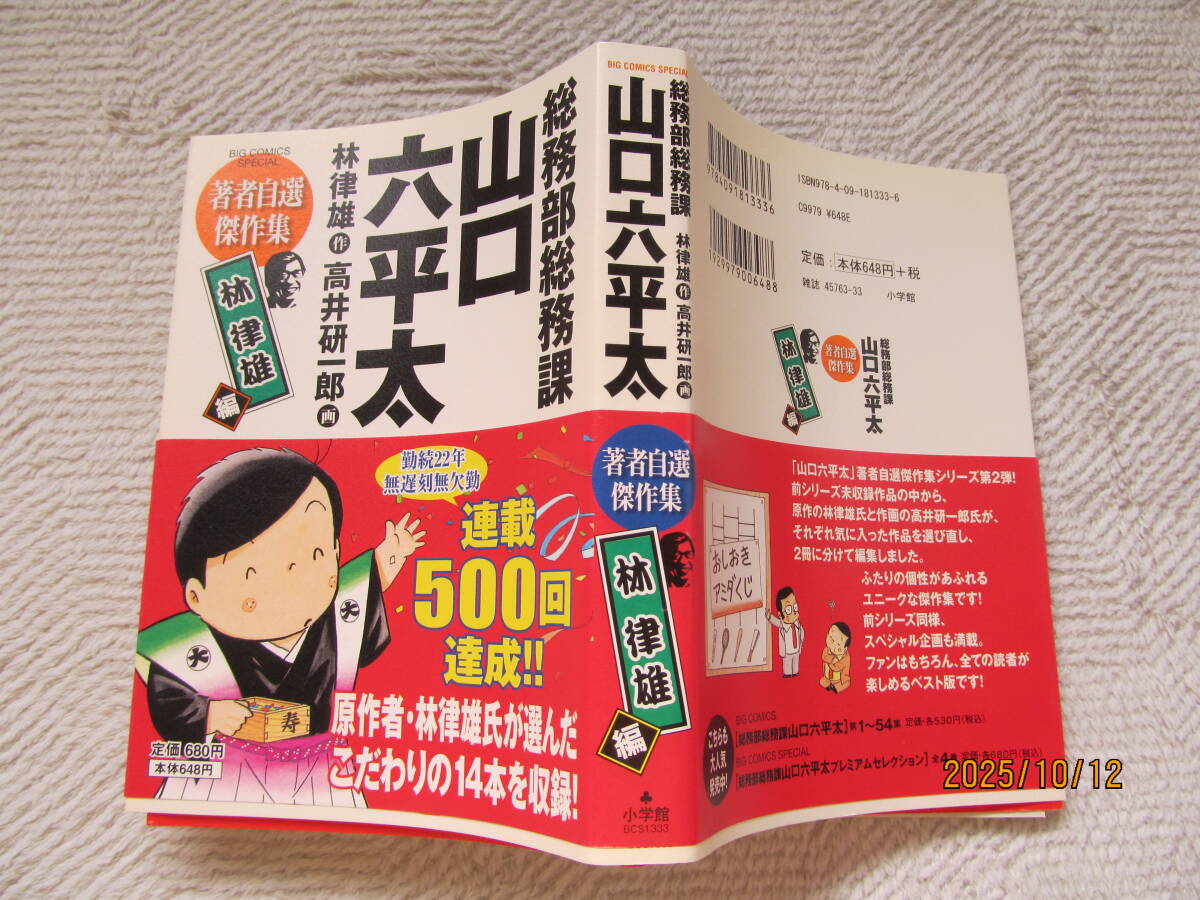 BIG COMICS
SPECIAL
著者自選
傑作集
林律雄
編
総務部総務課
山口
六平太
林律雄 作 高井研一郎 画
勤続22年
無遅刻無欠勤
連載
500回
達成!!
原作者・林律雄氏が選んだ
こだわりの14本を収録!
大
大
寿
定価 680円
本体648円
BIG COMICS SPECIAL
総務部総務課
山口六平太
林律雄 作 高井研一郎 画
著者自選
傑作集
林律雄
編
小学館
BCS1333
9784091813336
1929979006488
ISBN978-4-09-181333-6
C9979 ¥648E
定価:本体648円+税
雑誌 45763-33
小学館
総務部総務課
山口六平太
著者自選
傑作集
林律雄
編
「山口六平太」著者自選傑作集シリーズ第2弾!
前シリーズ未収録作品の中から、
原作の林律雄氏と作画の高井研一郎氏が、
それぞれ気に入った作品を選び直し、
2冊に分けて編集しました。
ふたりの個性があふれる
ユニークな傑作集です!
前シリーズ同様、
スペシャル企画も満載。
ファンはもちろん、全ての読者が
楽しめるベスト版です!
おしおき
アミダくじ
こちらも
大人気
発売中!
BIG COMICS
[総務部総務課山口六平太]第1〜54集 定価・各530円(税込)
BIG COMICS SPECIAL
[総務部総務課山口六平太プレミアムセレクション]全4集 定価・各680円(税込)
2025/10/12